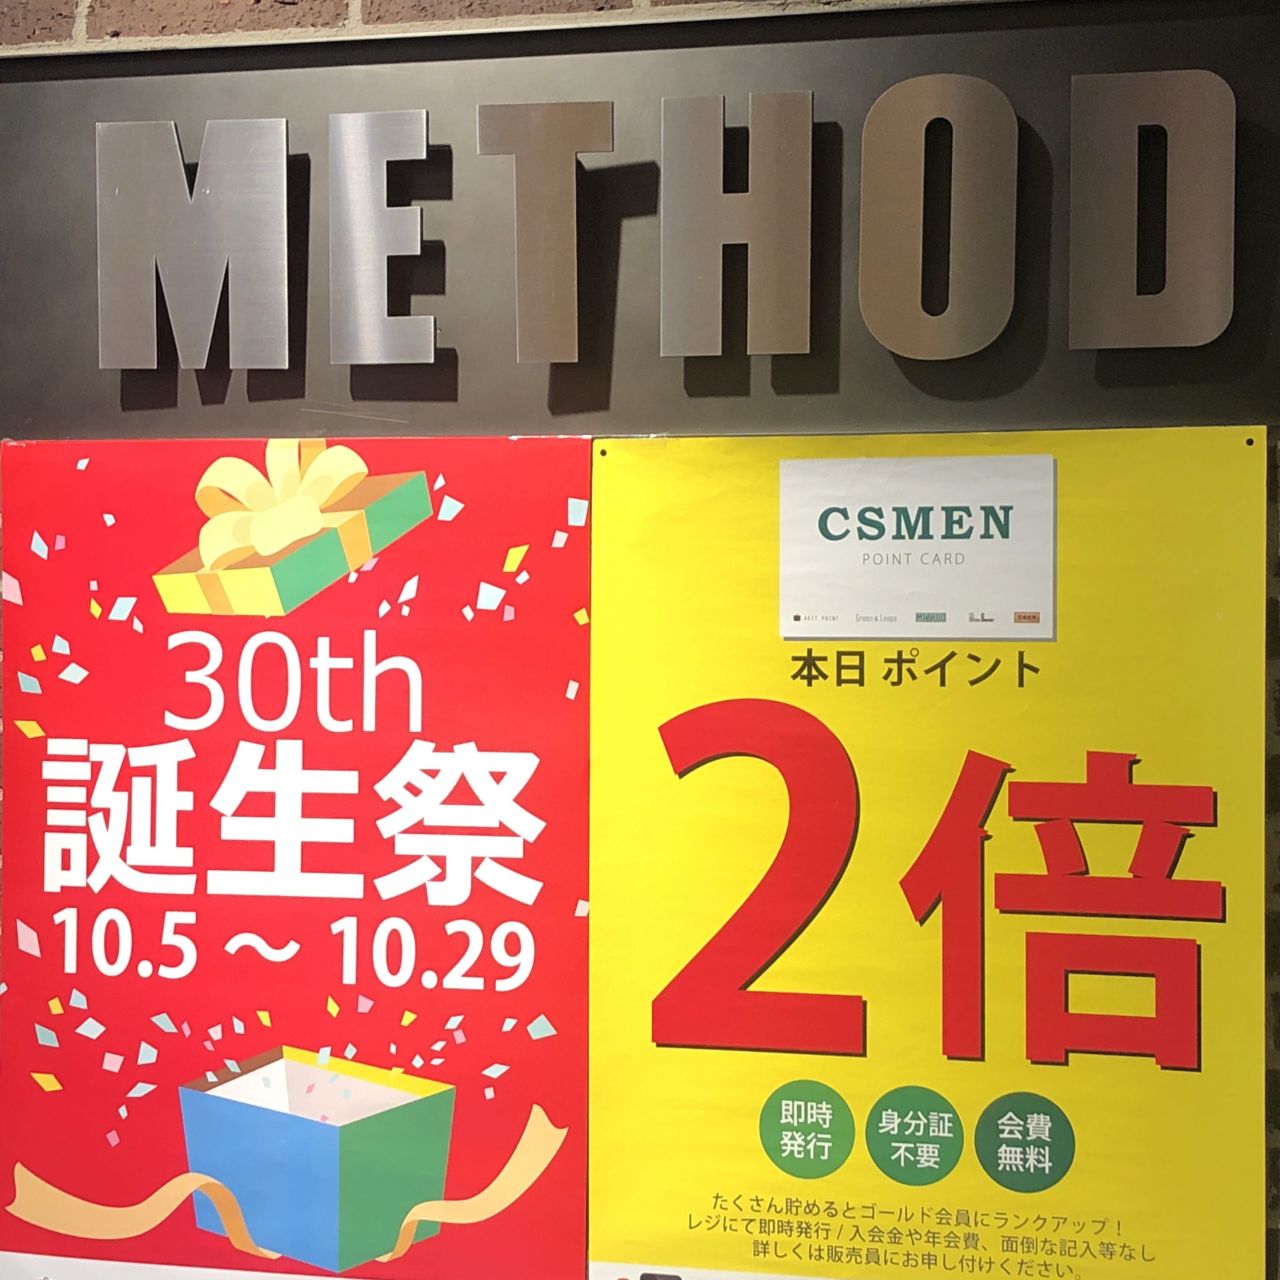 METHOD
30th
誕生祭
10.5 ～ 10.29
CSMEN
POINT CARD
本日 ポイント
2倍
即時
発行
身分証
不要
会費
無料
たくさん貯めるとゴールド会員にランクアップ！
レジにて即時発行 / 入会金や年会費、面倒な記入等なし
詳しくは販売員にお申し付けください。